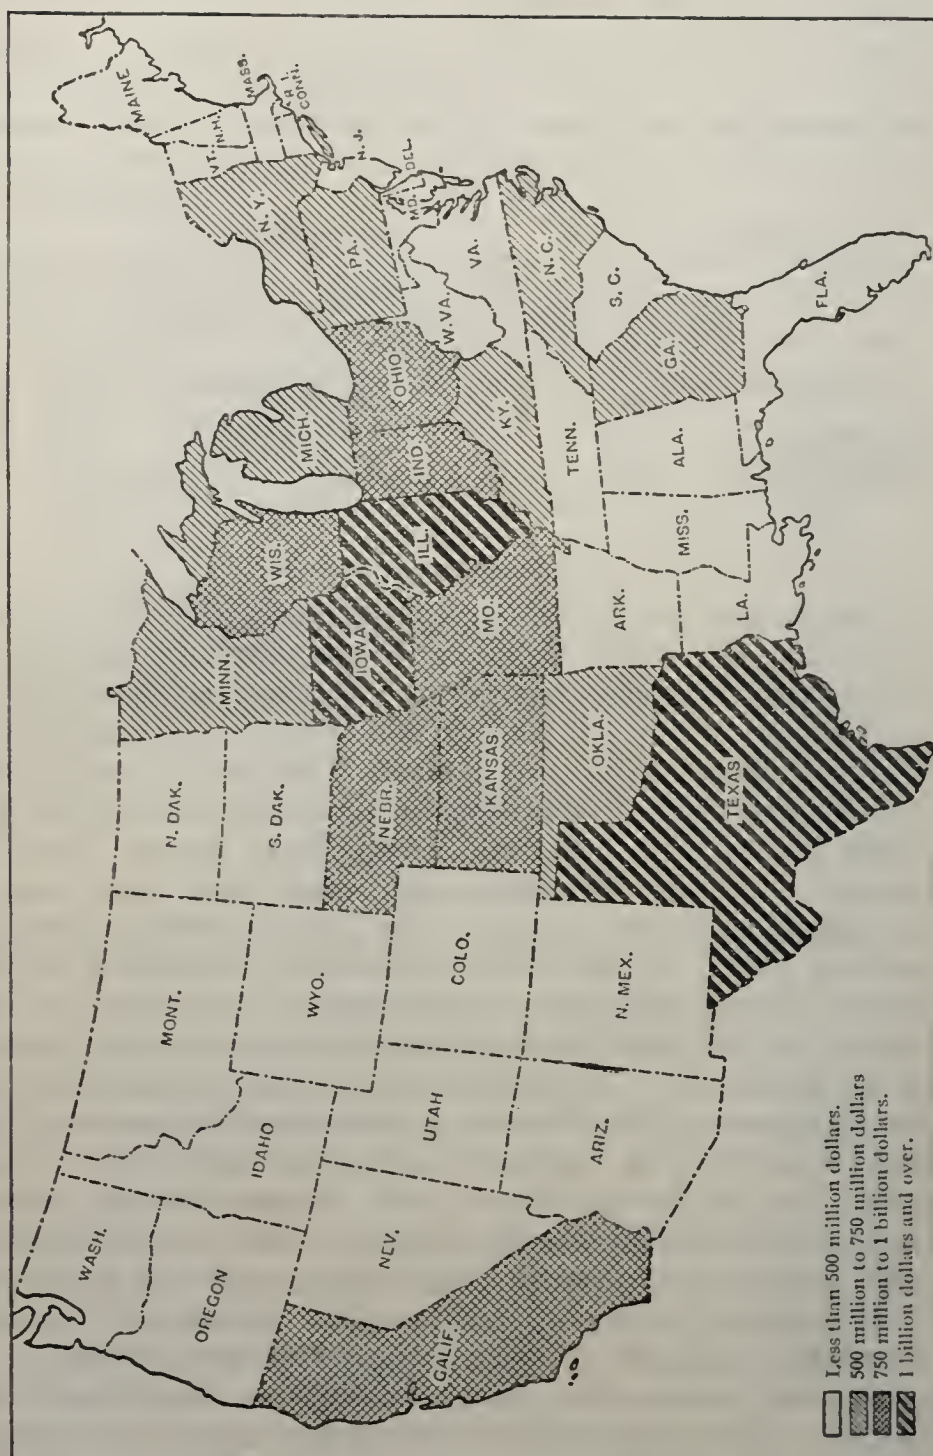 WASH.
OREGON
CALIF.
NEV.
IDAHO
MONT.
WYO.
UTAH
ARIZ.
COLO.
N. MEX.
N. DAK.
S. DAK.
NEBR.
KANSAS
OKLA.
TEXAS
MINN.
IOWA
MO.
ARK.
LA.
WIS.
ILL.
MISS.
MICH.
IND.
OHIO
KY.
TENN.
ALA.
GA.
FLA.
S. C.
N. C.
VA.
W. VA.
MD.
DEL.
PA.
N. J.
N. Y.
VT.
N.H.
MAINE
MASS.
R I.
CONN.
Less than 500 million dollars.
500 million to 750 million dollars
750 million to 1 billion dollars.
1 billion dollars and over.